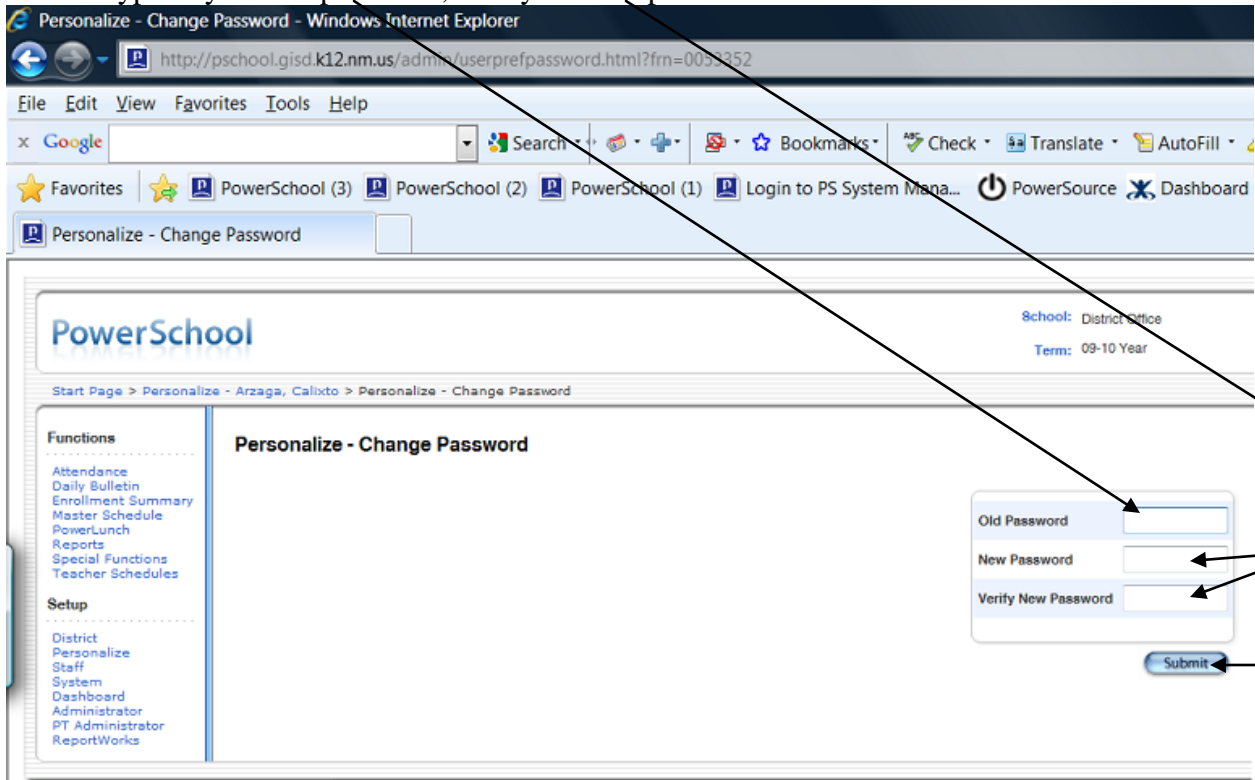 Personalize - Change Password - Windows Internet Explorer
http://pschool.gisd.k12.nm.us/admin/userprefpassword.html?frn=0053352
File Edit View Favorites Tools Help
x Google Search Bookmarks Check Translate AutoFill
Favorites PowerSchool (3) PowerSchool (2) PowerSchool (1) Login to PS System Mana... PowerSource Dashboard
Personalize - Change Password
PowerSchool
School: District Office
Term: 09-10 Year
Start Page > Personalize - Arzaga, Calixto > Personalize - Change Password
Functions
Personalize - Change Password
Attendance
Daily Bulletin
Enrollment Summary
Master Schedule
PowerLunch
Reports
Special Functions
Teacher Schedules
Old Password
New Password
Verify New Password
Submit
Setup
District
Personalize
Staff
System
Dashboard
Administrator
PT Administrator
ReportWorks